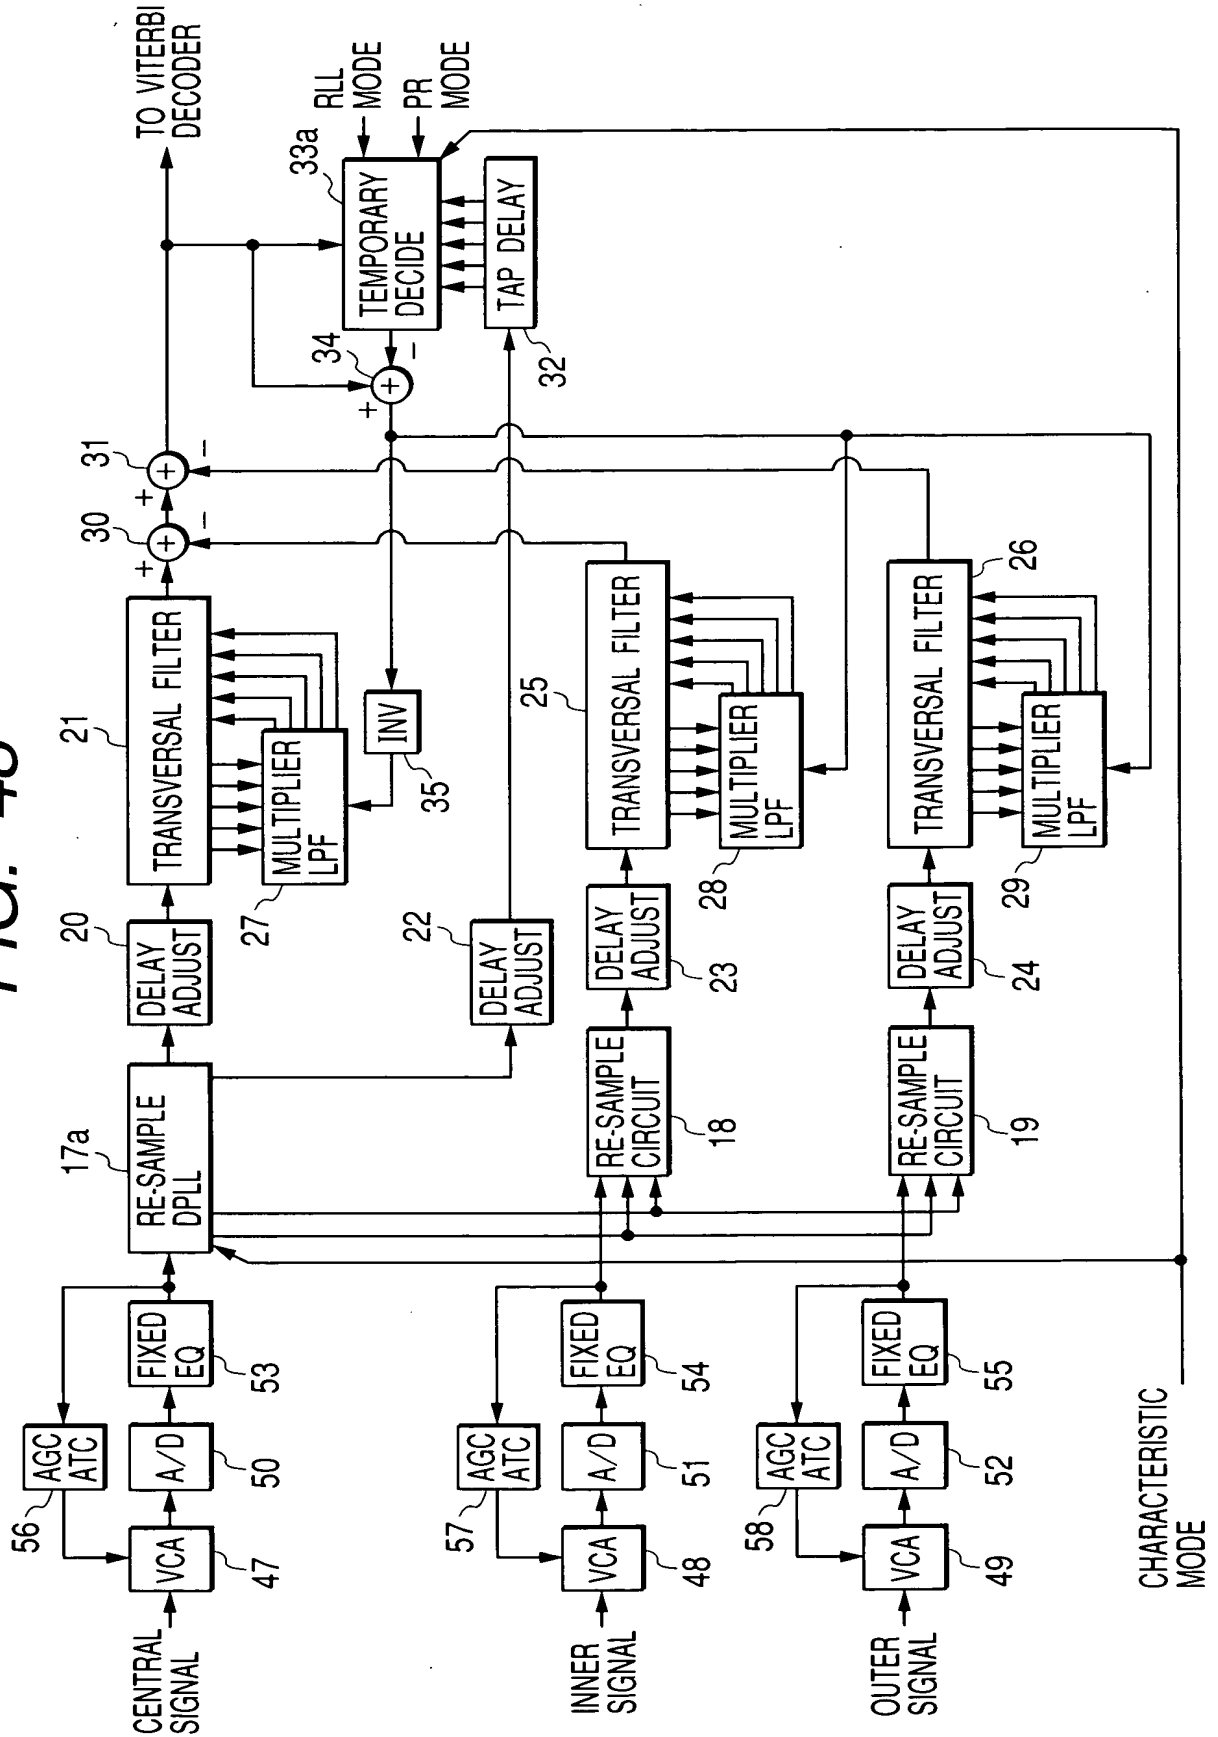 CENTRAL
SIGNAL
VCA
47
A/D
50
AGC
ATC
56
FIXED
EQ
53
RE-SAMPLE
DPLL
17a
DELAY
ADJUST
20
TRANSVERSAL FILTER
21
MULTIPLIER
LPF
27
INV
35
+
+
-
30
+
+
-
31
TO VITERBI
DECODER
TEMPORARY
DECIDE
33a
RLL
MODE
PR
MODE
+
+
-
34
TAP DELAY
32
DELAY
ADJUST
22
INNER
SIGNAL
VCA
48
A/D
51
AGC
ATC
57
FIXED
EQ
54
RE-SAMPLE
CIRCUIT
18
DELAY
ADJUST
23
TRANSVERSAL FILTER
25
MULTIPLIER
LPF
28
OUTER
SIGNAL
VCA
49
A/D
52
AGC
ATC
58
FIXED
EQ
55
RE-SAMPLE
CIRCUIT
19
DELAY
ADJUST
24
TRANSVERSAL FILTER
26
MULTIPLIER
LPF
29
CHARACTERISTIC
MODE